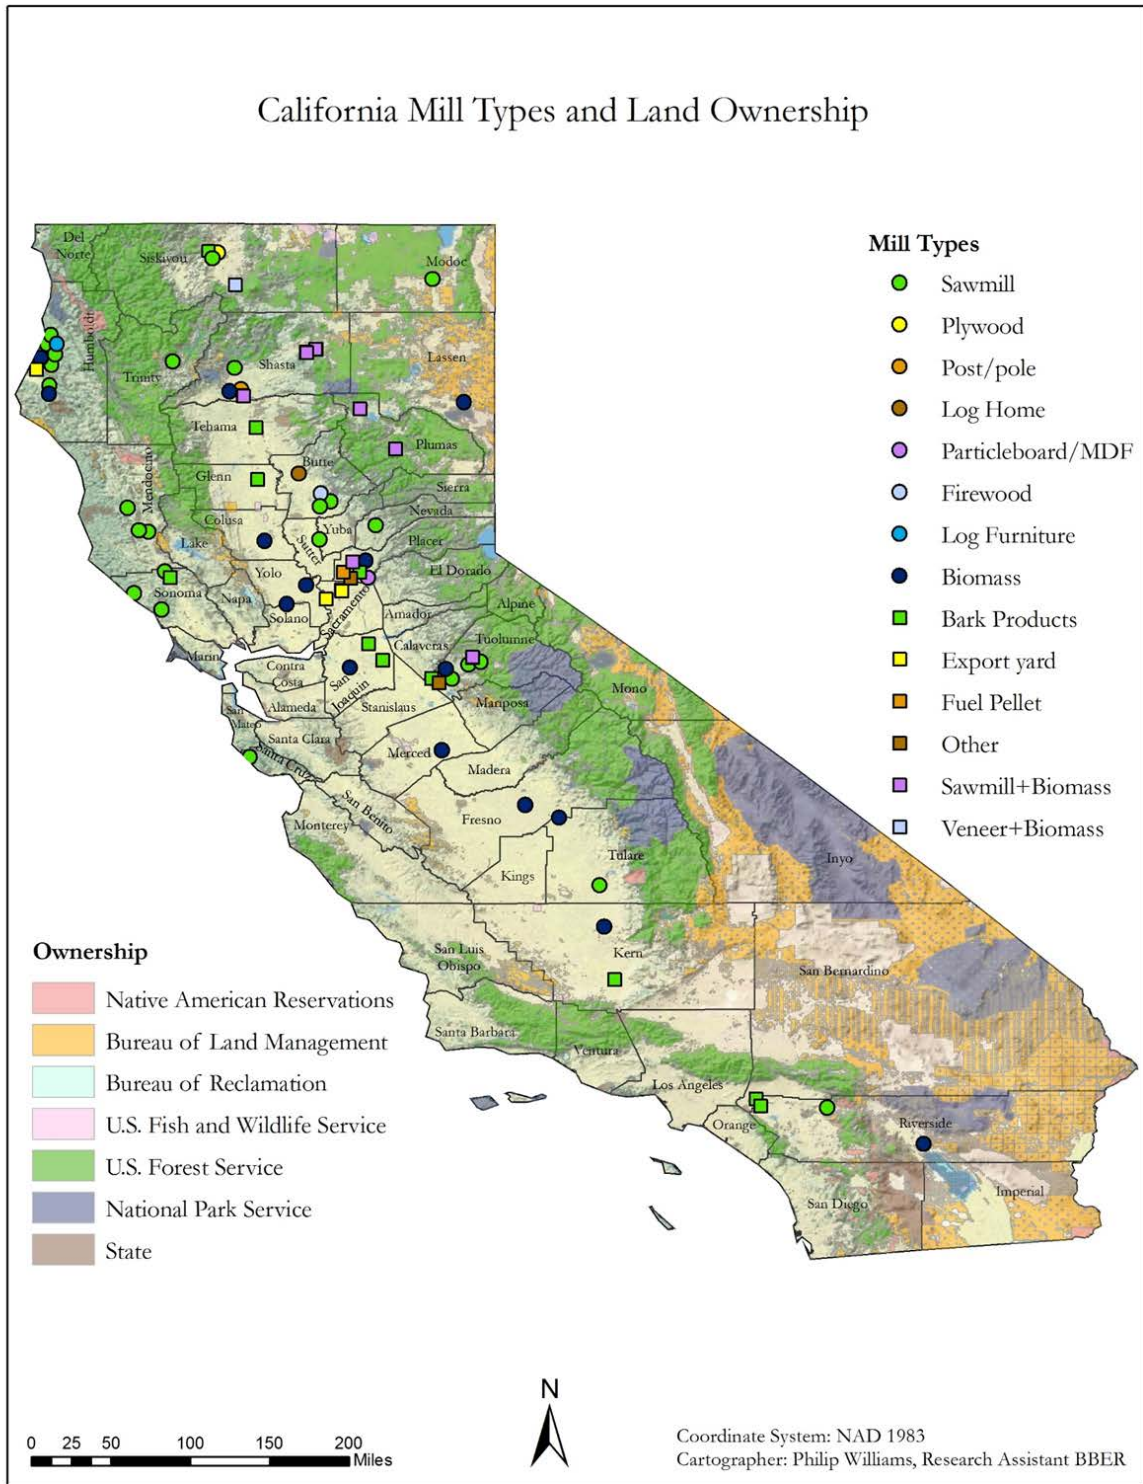 California Mill Types and Land Ownership
Del
Norte
Siskiyou
Modoc
Humboldt
Trinity
Shasta
Lassen
Tehama
Plumas
Mendocino
Glenn
Butte
Sierra
Nevada
Colusa
Yuba
Lake
Sutter
Placer
El Dorado
Yolo
Sonoma
Napa
Solano
Sacramento
Amador
Alpine
Calaveras
Tuolumne
Marin
Contra
Costa
San
Joaquin
Mono
Mariposa
Alameda
Stanislaus
San
Mateo
Santa Clara
Santa Cruz
Merced
Madera
San Benito
Monterey
Fresno
Inyo
Tulare
Kings
San Luis
Obispo
Kern
San Bernardino
Santa Barbara
Ventura
Los Angeles
Orange
Riverside
San Diego
Imperial
Mill Types
Sawmill
Plywood
Post/pole
Log Home
Particleboard/MDF
Firewood
Log Furniture
Biomass
Bark Products
Export yard
Fuel Pellet
Other
Sawmill+Biomass
Veneer+Biomass
Ownership
Native American Reservations
Bureau of Land Management
Bureau of Reclamation
U.S. Fish and Wildlife Service
U.S. Forest Service
National Park Service
State
N
0 25 50 100 150 200
Miles
Coordinate System: NAD 1983
Cartographer: Philip Williams, Research Assistant BBER